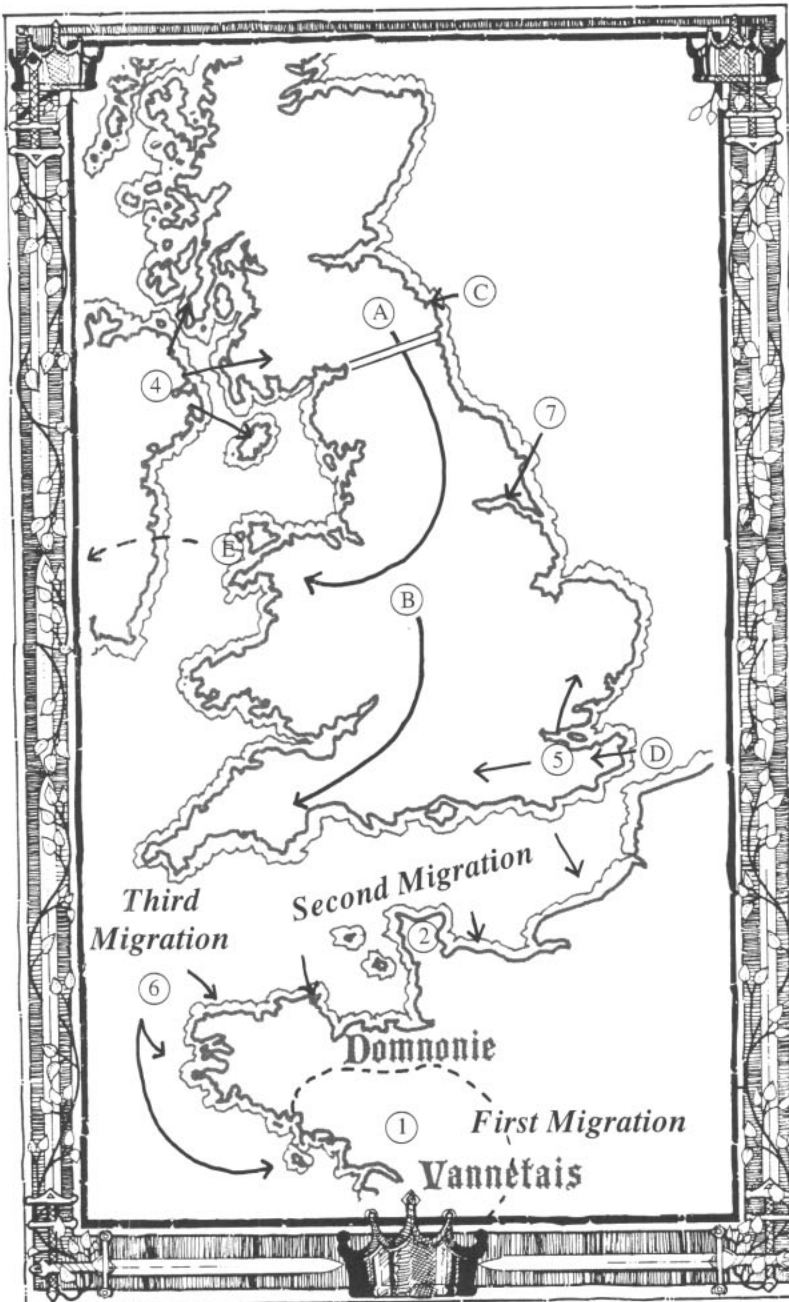 C
A
4
7
E
B
5
D
Second Migration
Third
Migration
2
6
Domnonie
1
First Migration
Vannetais